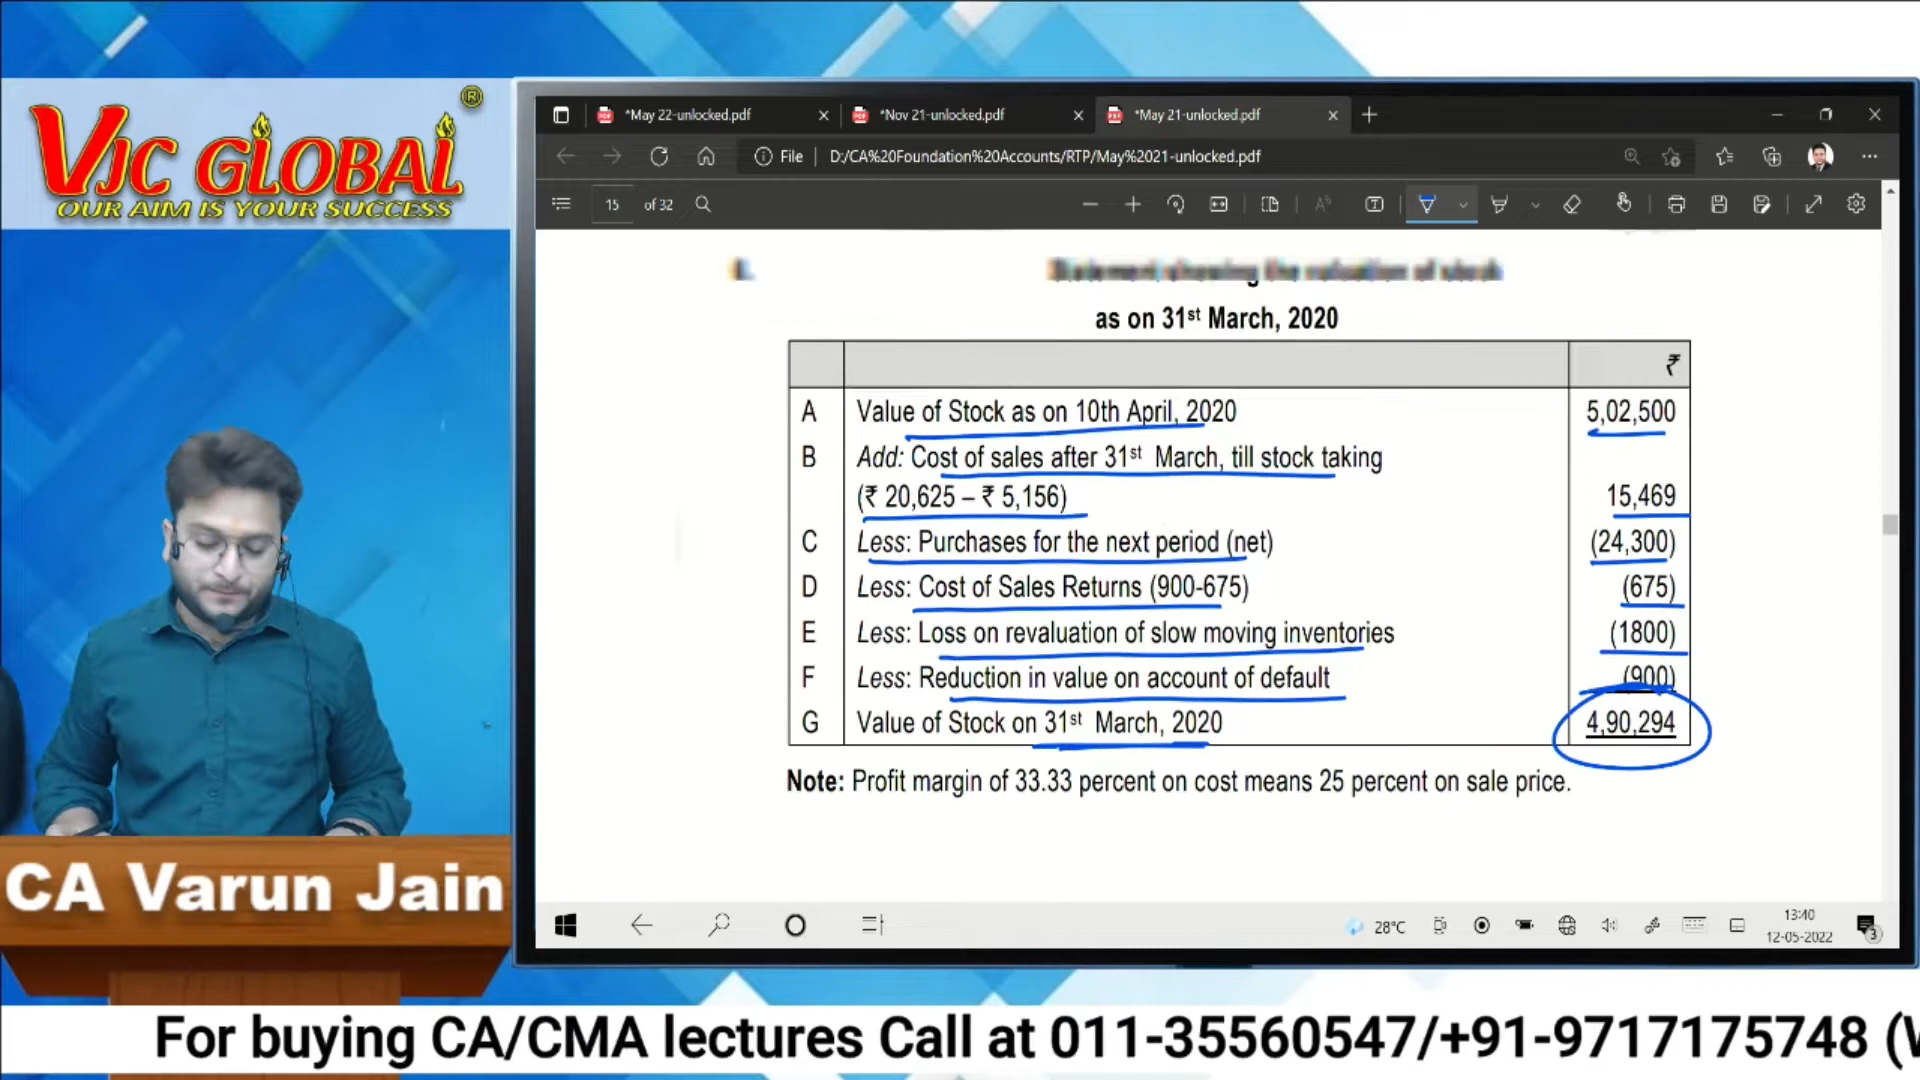 VJC GLOBAL ®
OUR AIM IS YOUR SUCCESS
*May 22-unlocked.pdf
*Nov 21-unlocked.pdf
*May 21-unlocked.pdf
File D:/CA%20Foundation%20Accounts/RTP/May%2021-unlocked.pdf
15 of 32
Statement showing the valuation of stock
as on 31st March, 2020
₹
A Value of Stock as on 10th April, 2020 5,02,500
B Add: Cost of sales after 31st March, till stock taking
(₹ 20,625 – ₹ 5,156) 15,469
C Less: Purchases for the next period (net) (24,300)
D Less: Cost of Sales Returns (900-675) (675)
E Less: Loss on revaluation of slow moving inventories (1800)
F Less: Reduction in value on account of default (900)
G Value of Stock on 31st March, 2020 4,90,294
Note: Profit margin of 33.33 percent on cost means 25 percent on sale price.
28°C
13:40
12-05-2022
3
CA Varun Jain
For buying CA/CMA lectures Call at 011-35560547/+91-9717175748 (